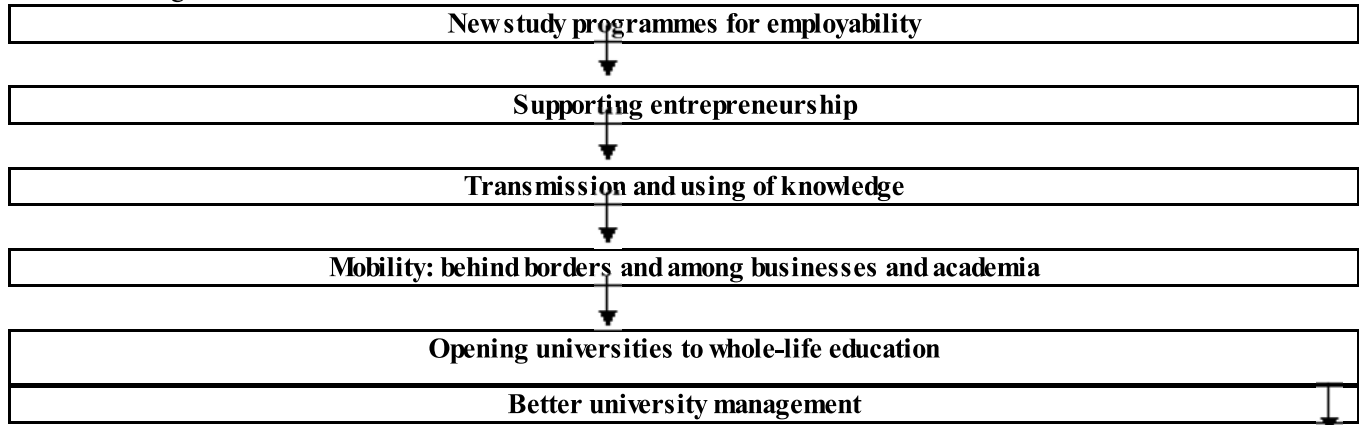 New study programmes for employability
Supporting entrepreneurship
Transmission and using of knowledge
Mobility: behind borders and among businesses and academia
Opening universities to whole-life education
Better university management